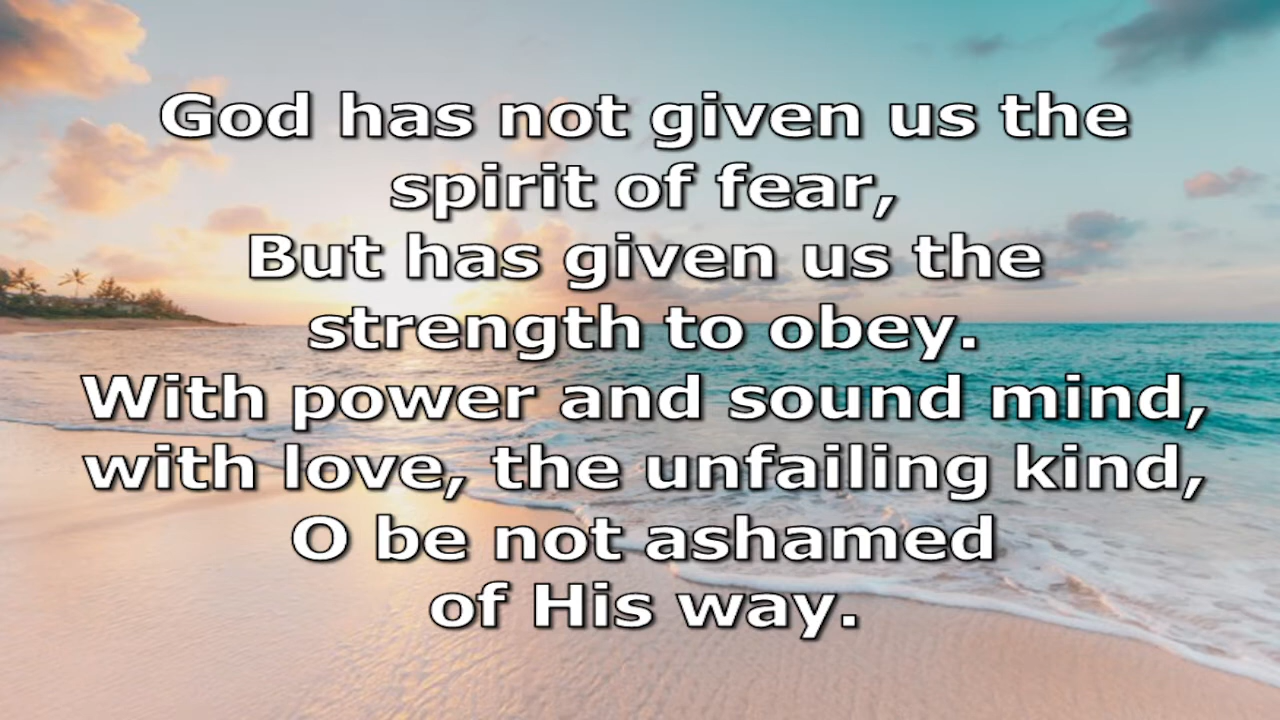 God has not given us the
spirit of fear,
But has given us the
strength to obey.
With power and sound mind,
with love, the unfailing kind,
O be not ashamed
of His way.